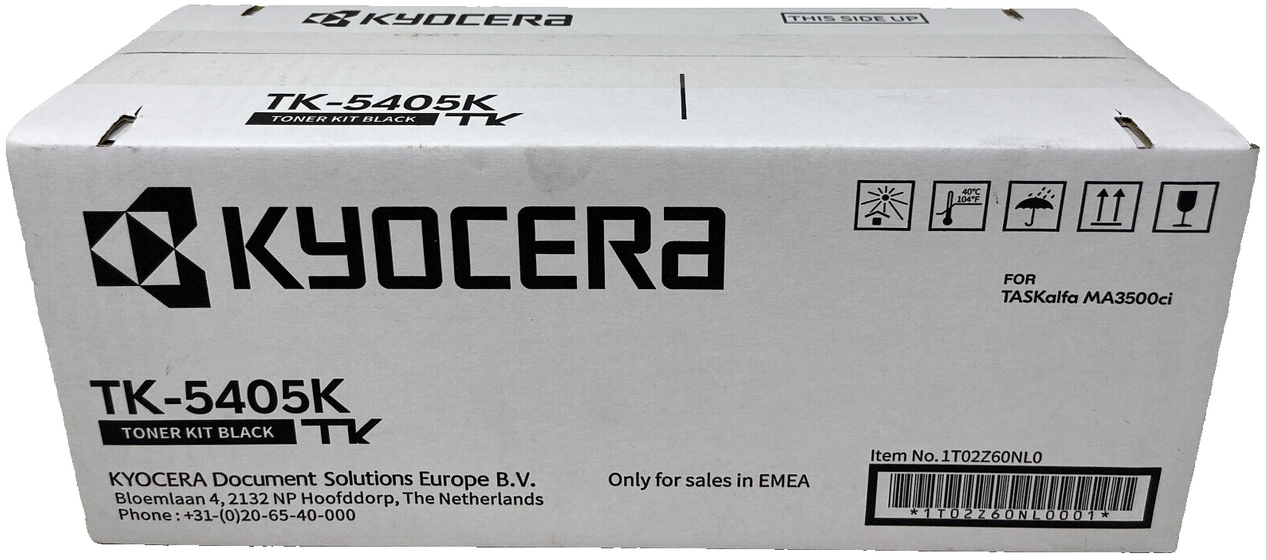 KYOCERA
THIS SIDE UP
TK-5405K
TONER KIT BLACK TK
KYOCERA
40°C
104°F
FOR
TASKalfa MA3500ci
TK-5405K
TONER KIT BLACK TK
Item No. 1T02Z60NL0
KYOCERA Document Solutions Europe B.V.
Only for sales in EMEA
Bloemlaan 4, 2132 NP Hoofddorp, The Netherlands
Phone : +31-(0)20-65-40-000
*1T02Z60NL0001*